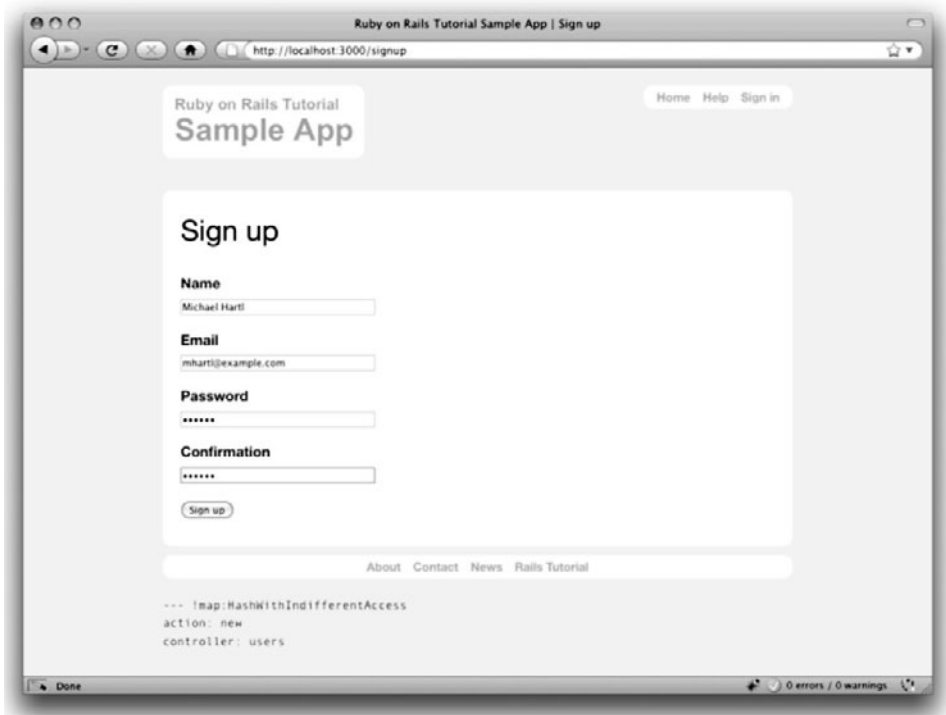 Ruby on Rails Tutorial Sample App | Sign up
http://localhost:3000/signup
Ruby on Rails Tutorial
Sample App
Home Help Sign in
Sign up
Name
Michael Hartl
Email
mhartl@example.com
Password
••••••
Confirmation
••••••
Sign up
About Contact News Rails Tutorial
--- !map:HashWithIndifferentAccess
action: new
controller: users
Done
0 errors / 0 warnings